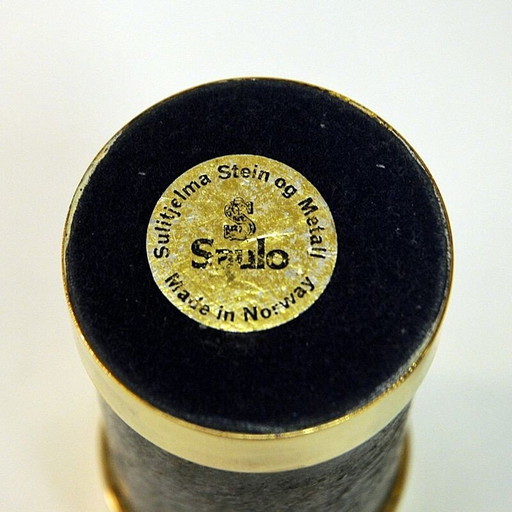 Sulitjelma Stein og Metall
S
Saulo
Made in Norway